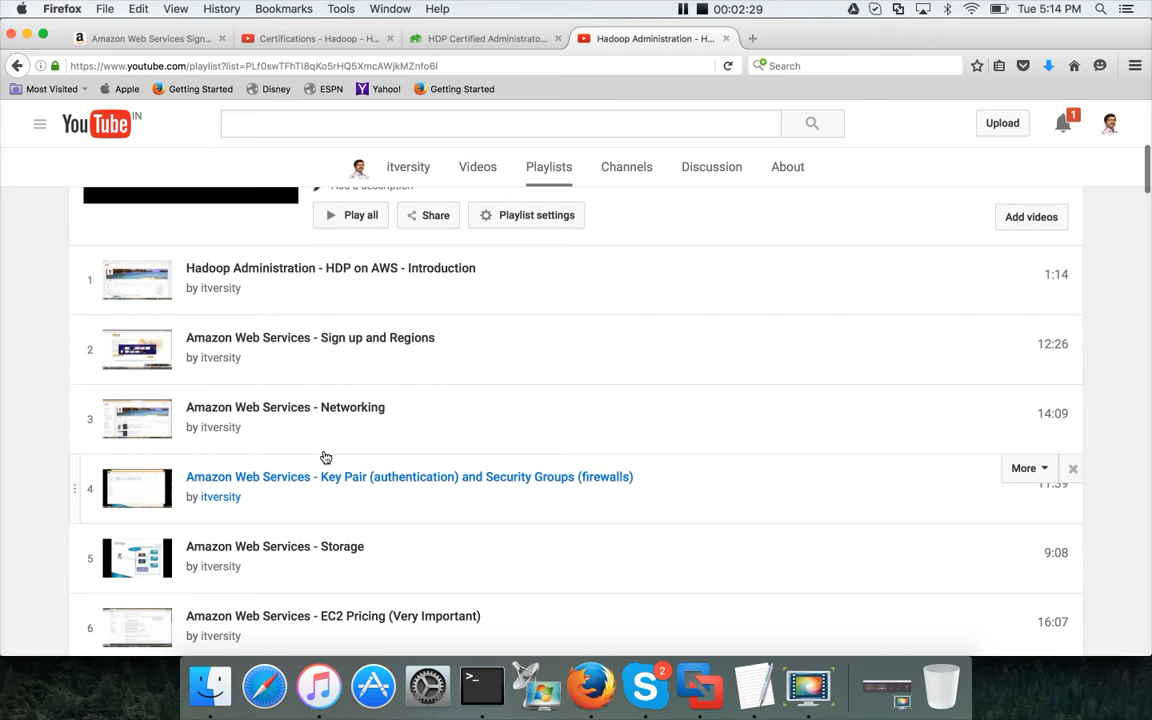 Firefox File Edit View History Bookmarks Tools Window Help 00:02:29 Tue 5:14 PM
Amazon Web Services Sign... Certifications - Hadoop - H... HDP Certified Administrato... Hadoop Administration - H...
https://www.youtube.com/playlist?list=PLf0swTFhTI8qKo5rHQ5XmcAWjkMZnfo6I Search
Most Visited Apple Getting Started Disney ESPN Yahoo! Getting Started
YouTube IN Upload 1
itversity Videos Playlists Channels Discussion About
Play all Share Playlist settings Add videos
1 Hadoop Administration - HDP on AWS - Introduction 1:14
by itversity
2 Amazon Web Services - Sign up and Regions 12:26
by itversity
3 Amazon Web Services - Networking 14:09
by itversity
4 Amazon Web Services - Key Pair (authentication) and Security Groups (firewalls) More
by itversity
5 Amazon Web Services - Storage 9:08
by itversity
6 Amazon Web Services - EC2 Pricing (Very Important) 16:07
by itversity
2